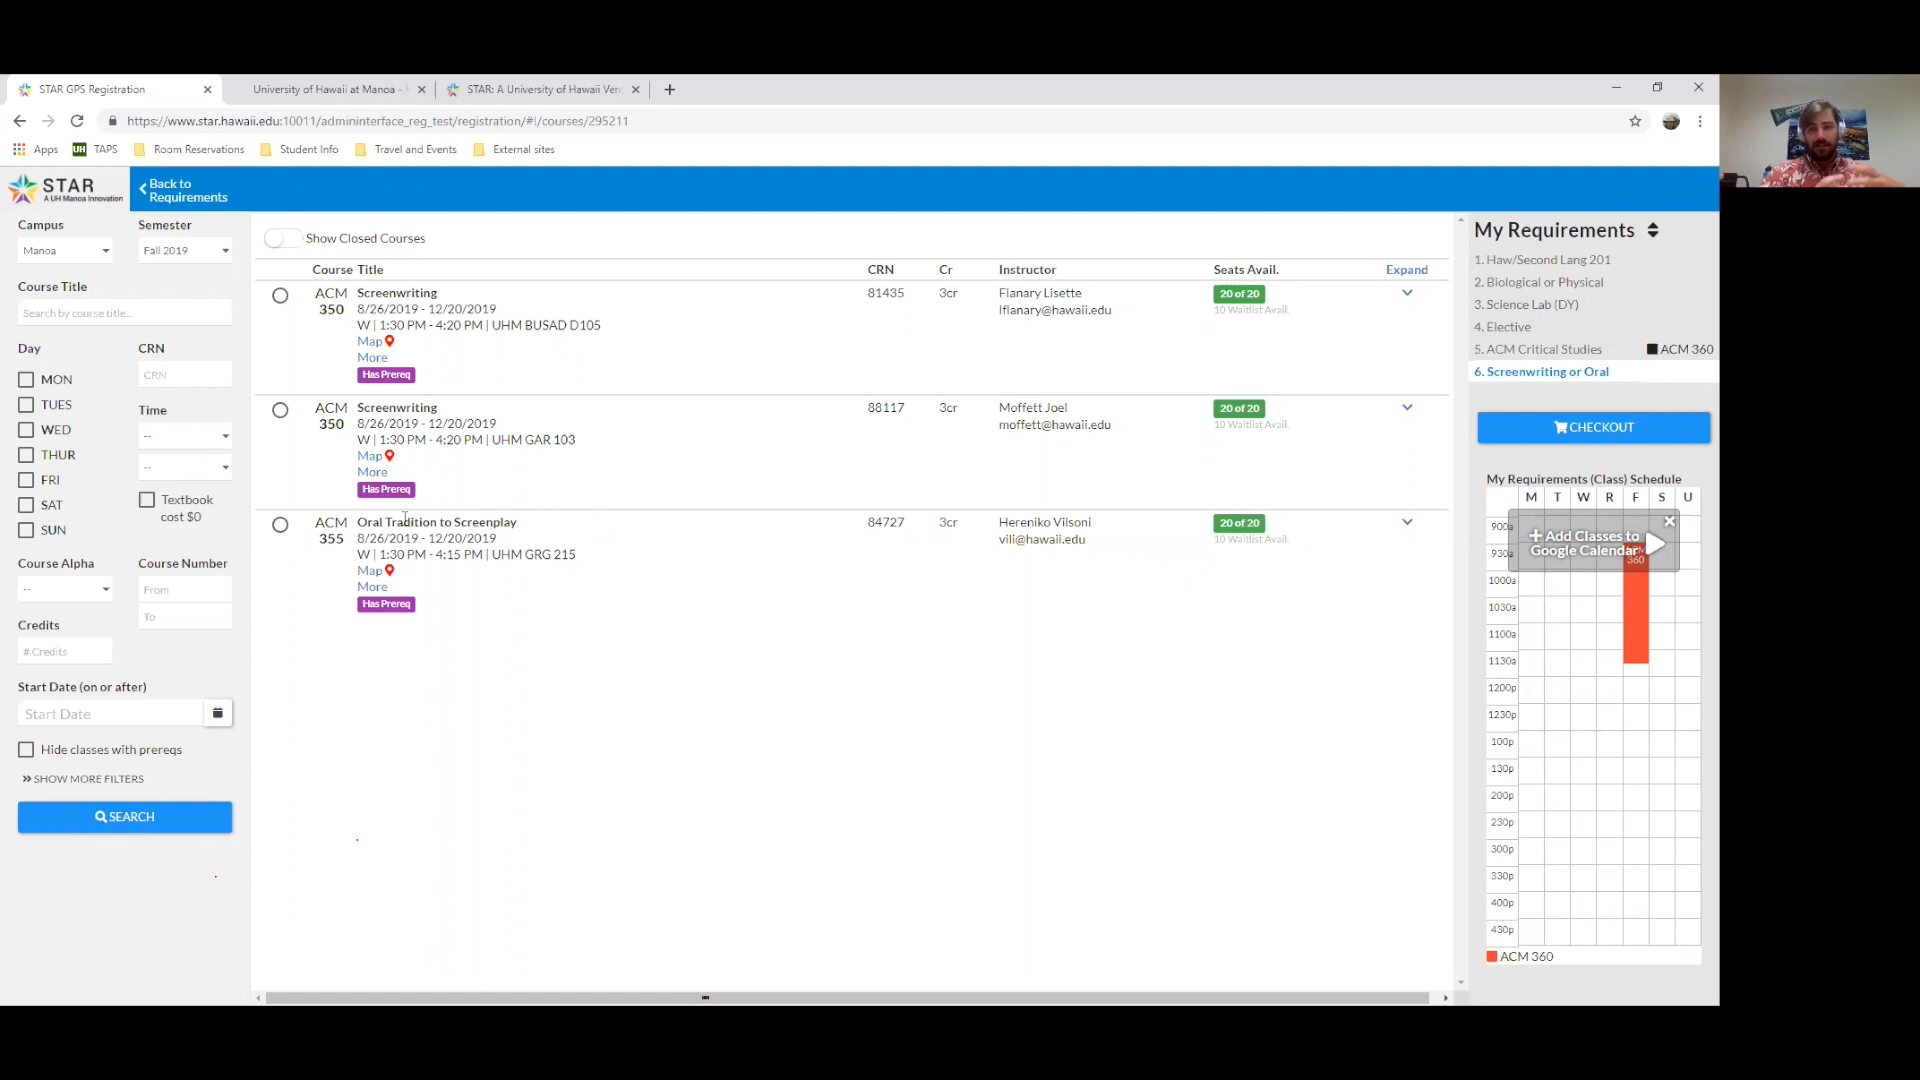 STAR GPS Registration
University of Hawaii at Manoa -
STAR: A University of Hawaii Ven
https://www.star.hawaii.edu:10011/admininterface_reg_test/registration/#!/courses/295211
Apps
UH TAPS
Room Reservations
Student Info
Travel and Events
External sites
STAR
A UH Manoa Innovation
Back to
Requirements
Campus
Semester
Manoa
Fall 2019
Course Title
Search by course title...
Day
CRN
MON
CRN
TUES
Time
WED
--
THUR
--
FRI
SAT
Textbook
cost $0
SUN
Course Alpha
Course Number
--
From
To
Credits
# Credits
Start Date (on or after)
Start Date
Hide classes with prereqs
SHOW MORE FILTERS
SEARCH
Show Closed Courses
Course Title CRN Cr Instructor Seats Avail. Expand
ACM Screenwriting 81435 3cr Flanary Lisette 20 of 20
350 8/26/2019 - 12/20/2019 lflanary@hawaii.edu 10 Waitlist Avail.
W | 1:30 PM - 4:20 PM | UHM BUSAD D105
Map
More
Has Prereq
ACM Screenwriting 88117 3cr Moffett Joel 20 of 20
350 8/26/2019 - 12/20/2019 moffett@hawaii.edu 10 Waitlist Avail.
W | 1:30 PM - 4:20 PM | UHM GAR 103
Map
More
Has Prereq
ACM Oral Tradition to Screenplay 84727 3cr Hereniko Vilsoni 20 of 20
355 8/26/2019 - 12/20/2019 vili@hawaii.edu 10 Waitlist Avail.
W | 1:30 PM - 4:15 PM | UHM GRG 215
Map
More
Has Prereq
My Requirements
1. Haw/Second Lang 201
2. Biological or Physical
3. Science Lab (DY)
4. Elective
5. ACM Critical Studies ACM 360
6. Screenwriting or Oral
CHECKOUT
My Requirements (Class) Schedule
M T W R F S U
900a
Add Classes to
Google Calendar
930a
360
1000a
1030a
1100a
1130a
1200p
1230p
100p
130p
200p
230p
300p
330p
400p
430p
ACM 360